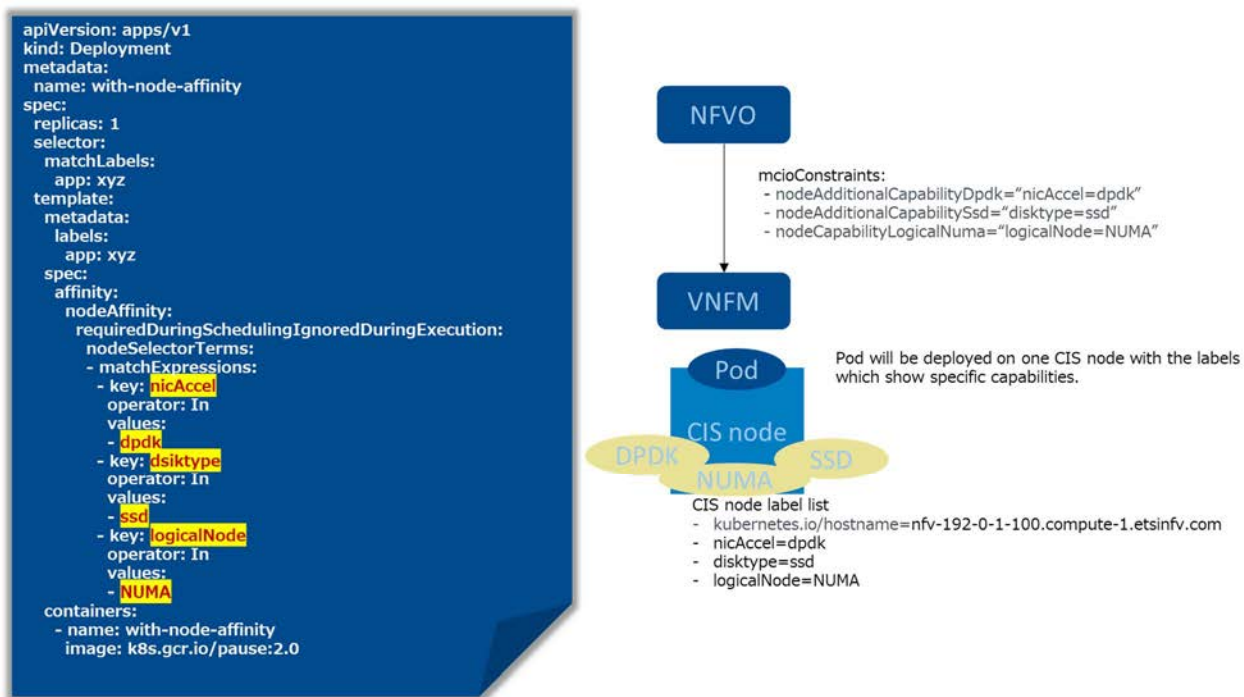 apiVersion: apps/v1
kind: Deployment
metadata:
name: with-node-affinity
spec:
replicas: 1
selector:
matchLabels:
app: xyz
template:
metadata:
labels:
app: xyz
spec:
affinity:
nodeAffinity:
requiredDuringSchedulingIgnoredDuringExecution:
nodeSelectorTerms:
- matchExpressions:
- key: nicAccel
operator: In
values:
- dpdk
- key: dsiktype
operator: In
values:
- ssd
- key: logicalNode
operator: In
values:
- NUMA
containers:
- name: with-node-affinity
image: k8s.gcr.io/pause:2.0
NFVO
mcioConstraints:
- nodeAdditionalCapabilityDpdk="nicAccel=dpdk"
- nodeAdditionalCapabilitySsd="disktype=ssd"
- nodeCapabilityLogicalNuma="logicalNode=NUMA"
VNFM
Pod
Pod will be deployed on one CIS node with the labels
which show specific capabilities.
CIS node
DPDK
SSD
NUMA
CIS node label list
- kubernetes.io/hostname=nfv-192-0-1-100.compute-1.etsinfv.com
- nicAccel=dpdk
- disktype=ssd
- logicalNode=NUMA